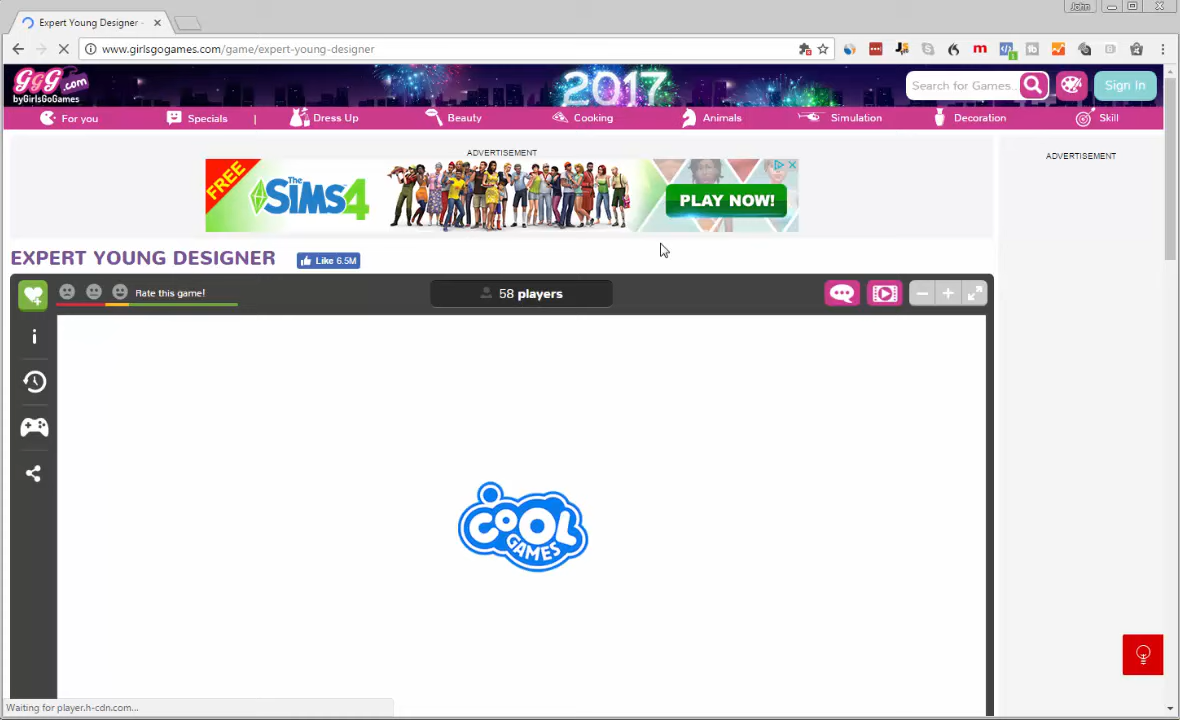 John
Expert Young Designer -
www.girlsgogames.com/game/expert-young-designer
GGG.com
byGirlsGoGames
2017
Search for Games...
Sign In
For you
Specials
|
Dress Up
Beauty
Cooking
Animals
Simulation
Decoration
Skill
ADVERTISEMENT
ADVERTISEMENT
FREE
The
SIMS 4
PLAY NOW!
EXPERT YOUNG DESIGNER
Like 6.5M
Rate this game!
58 players
COOL
GAMES
Waiting for player.h-cdn.com...